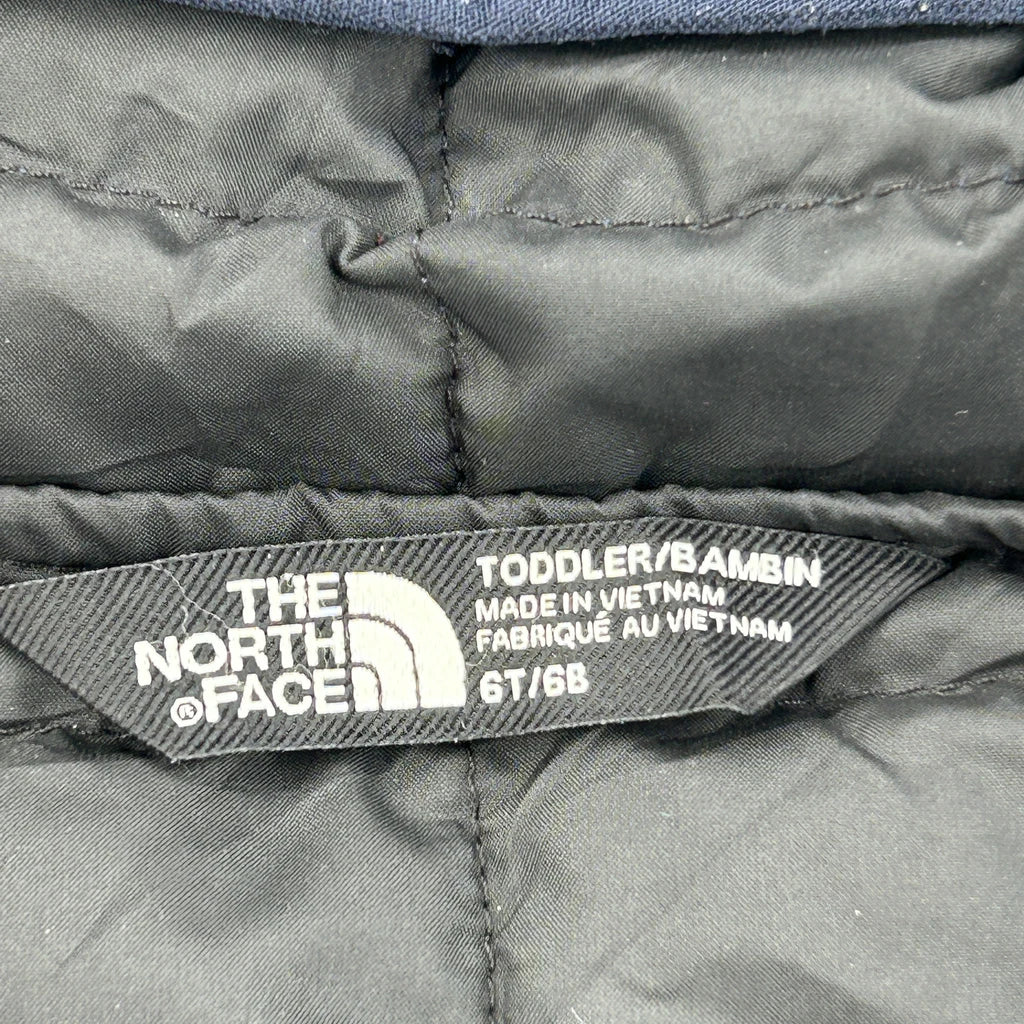 THE
NORTH
®FACE
TODDLER/BAMBIN
MADE IN VIETNAM
FABRIQUÉ AU VIETNAM
6T/6B